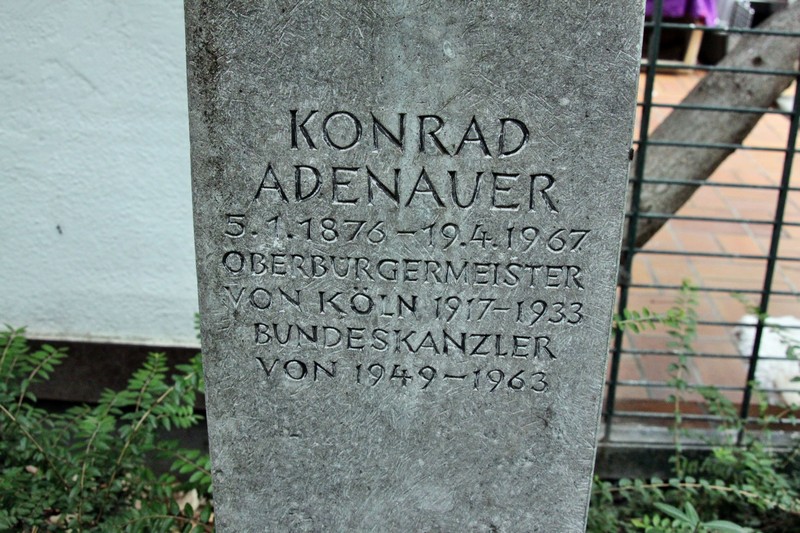 KONRAD
ADENAUER
5.1.1876 – 19.4.1967
OBERBÜRGERMEISTER
VON KÖLN 1917–1933
BUNDESKANZLER
VON 1949–1963